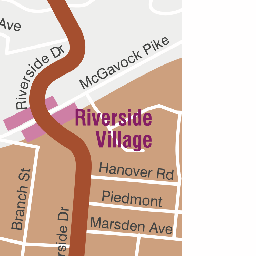 Ave
Riverside Dr
McGavock Pike
Riverside
Village
Hanover Rd
Piedmont
Marsden Ave
Branch St
rside Dr